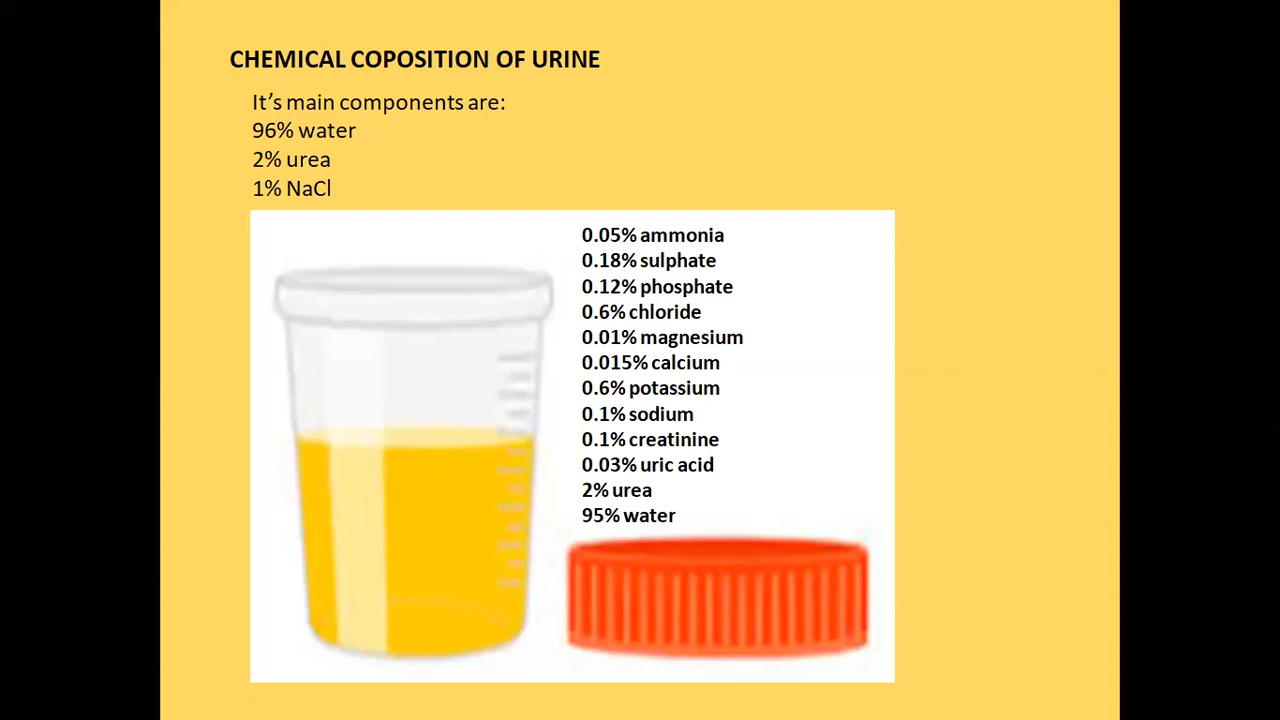 CHEMICAL COPOSITION OF URINE
It’s main components are:
96% water
2% urea
1% NaCl
0.05% ammonia
0.18% sulphate
0.12% phosphate
0.6% chloride
0.01% magnesium
0.015% calcium
0.6% potassium
0.1% sodium
0.1% creatinine
0.03% uric acid
2% urea
95% water